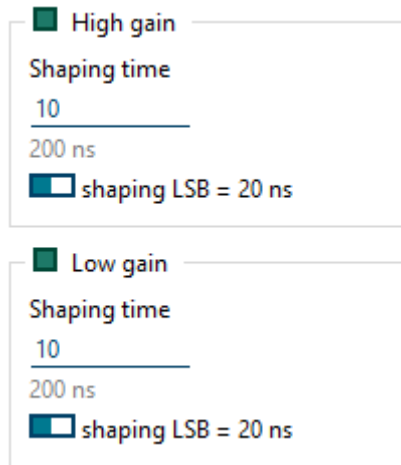 High gain
Shaping time
10
200 ns
shaping LSB = 20 ns
Low gain
Shaping time
10
200 ns
shaping LSB = 20 ns